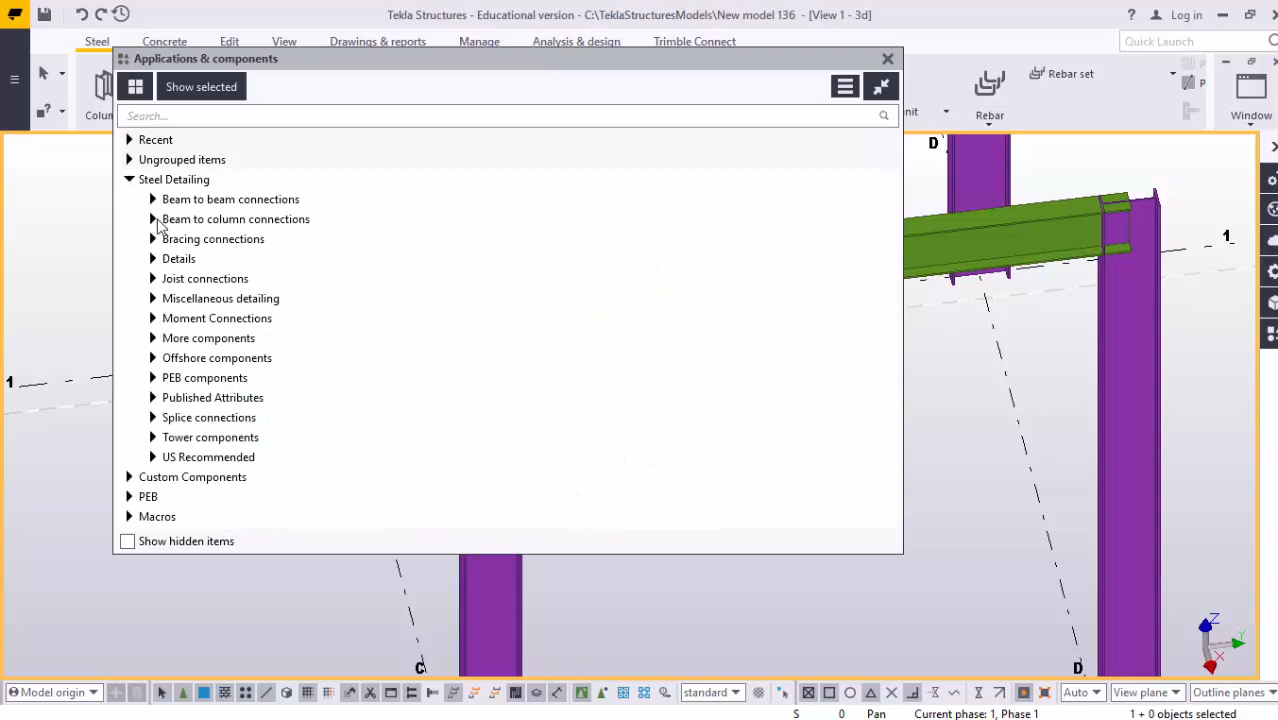 Tekla Structures - Educational version - C:\TeklaStructuresModels\New model 136 - [View 1 - 3d]
? Log in
Steel Concrete Edit View Drawings & reports Manage Analysis & design Trimble Connect
Quick Launch
Applications & components
Show selected
Rebar set
Rebar
Window
Search...
Recent
Ungrouped items
Steel Detailing
Beam to beam connections
Beam to column connections
Bracing connections
Details
Joist connections
Miscellaneous detailing
Moment Connections
More components
Offshore components
PEB components
Published Attributes
Splice connections
Tower components
US Recommended
Custom Components
PEB
Macros
Show hidden items
D
1
1
C
D
Z
Y
X
Model origin
standard
Auto
View plane
Outline planes
S 0 Pan Current phase: 1, Phase 1 1 + 0 objects selected